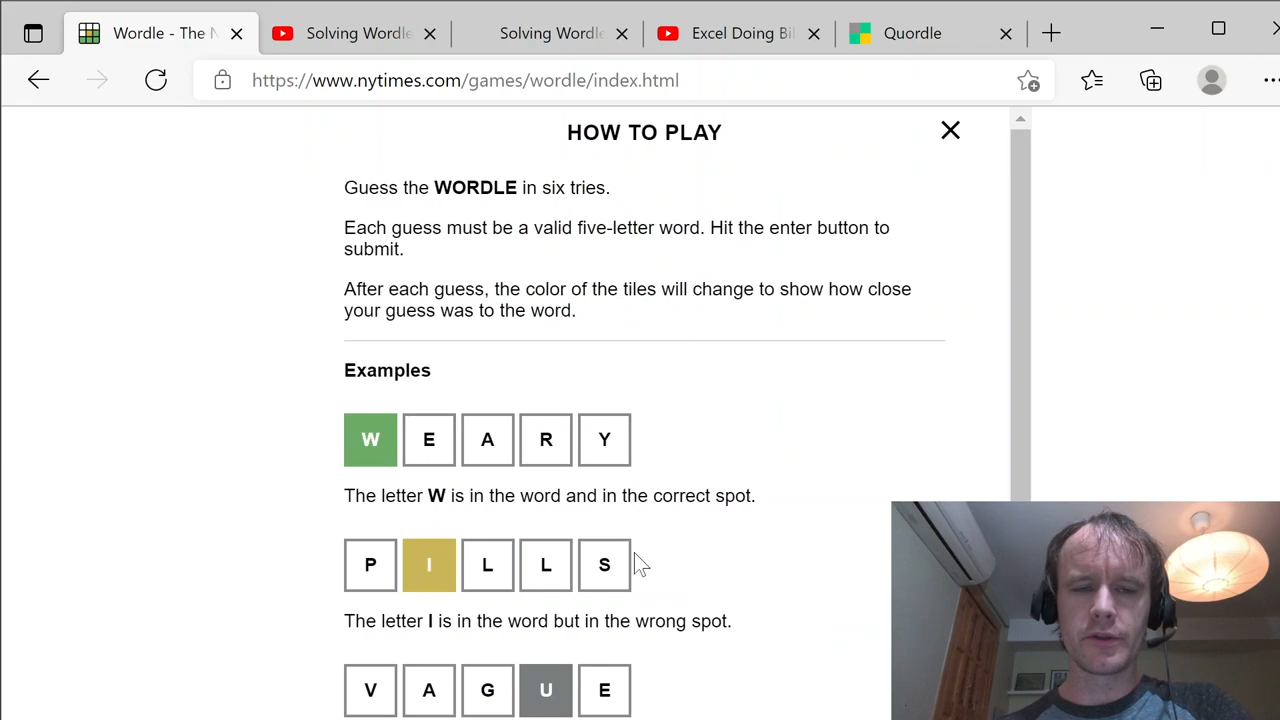 Wordle - The N
Solving Wordle
Solving Wordle
Excel Doing Bi
Quordle
https://www.nytimes.com/games/wordle/index.html
HOW TO PLAY
Guess the WORDLE in six tries.
Each guess must be a valid five-letter word. Hit the enter button to
submit.
After each guess, the color of the tiles will change to show how close
your guess was to the word.
Examples
W E A R Y
The letter W is in the word and in the correct spot.
P I L L S
The letter I is in the word but in the wrong spot.
V A G U E